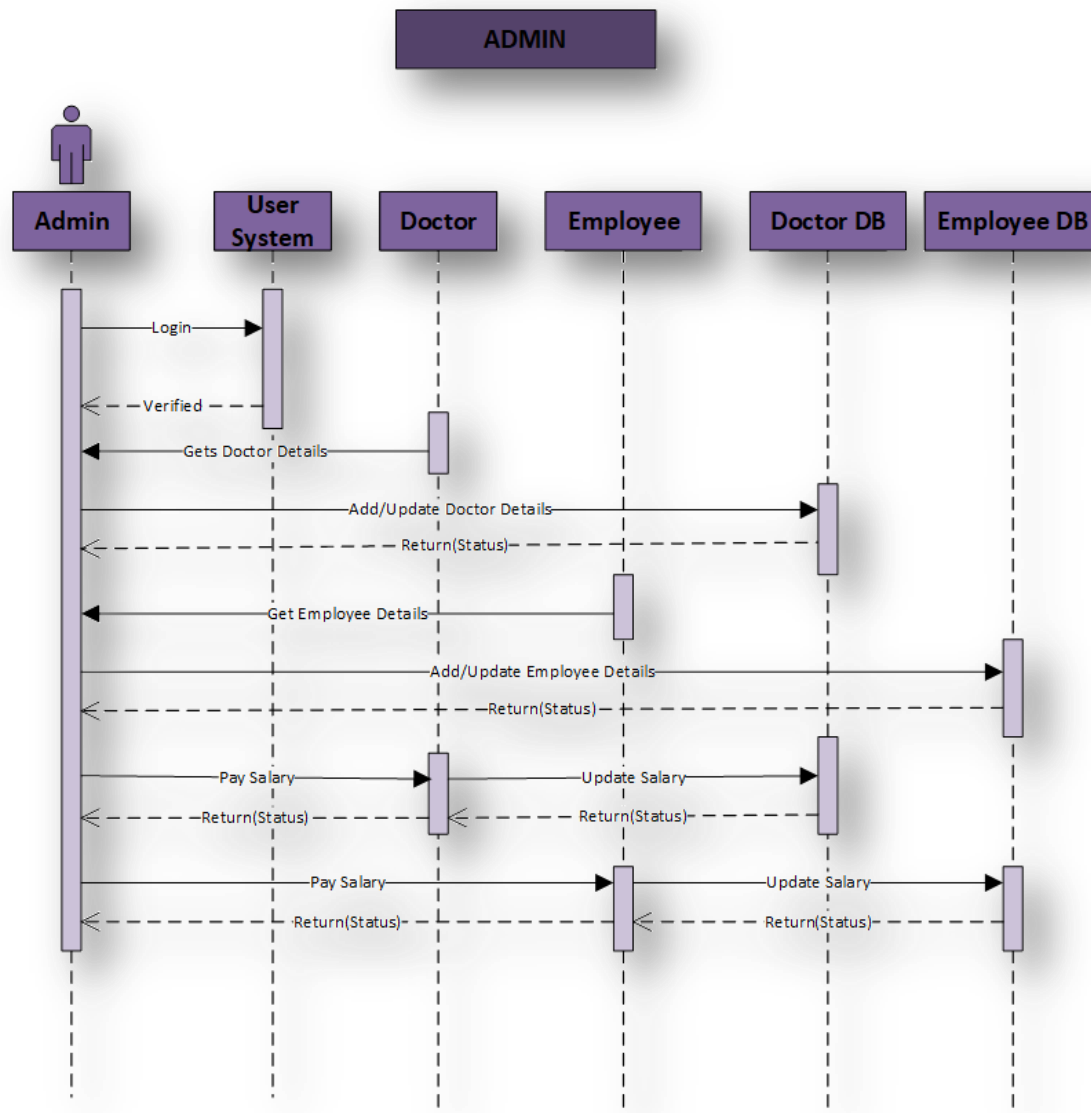 ADMIN
Admin
User
System
Doctor
Employee
Doctor DB
Employee DB
Login
Verified
Gets Doctor Details
Add/Update Doctor Details
Return(Status)
Get Employee Details
Add/Update Employee Details
Return(Status)
Pay Salary
Update Salary
Return(Status)
Return(Status)
Pay Salary
Update Salary
Return(Status)
Return(Status)